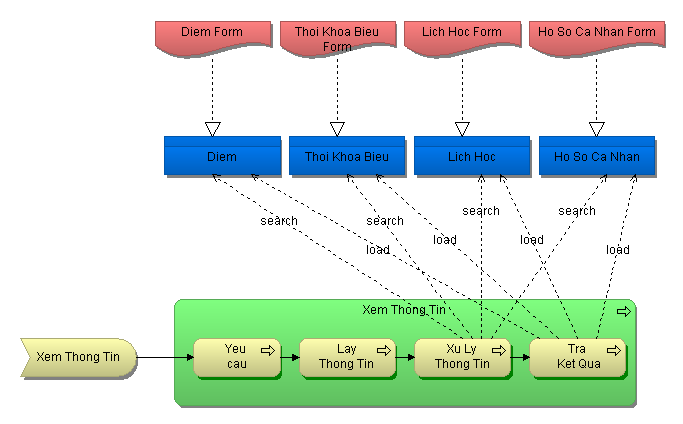 Diem Form
Thoi Khoa Bieu
Form
Lich Hoc Form
Ho So Ca Nhan Form
Diem
Thoi Khoa Bieu
Lich Hoc
Ho So Ca Nhan
search
search
search
search
load
load
load
load
Xem Thong Tin
Xem Thong Tin
Yeu
cau
Lay
Thong Tin
Xu Ly
Thong Tin
Tra
Ket Qua